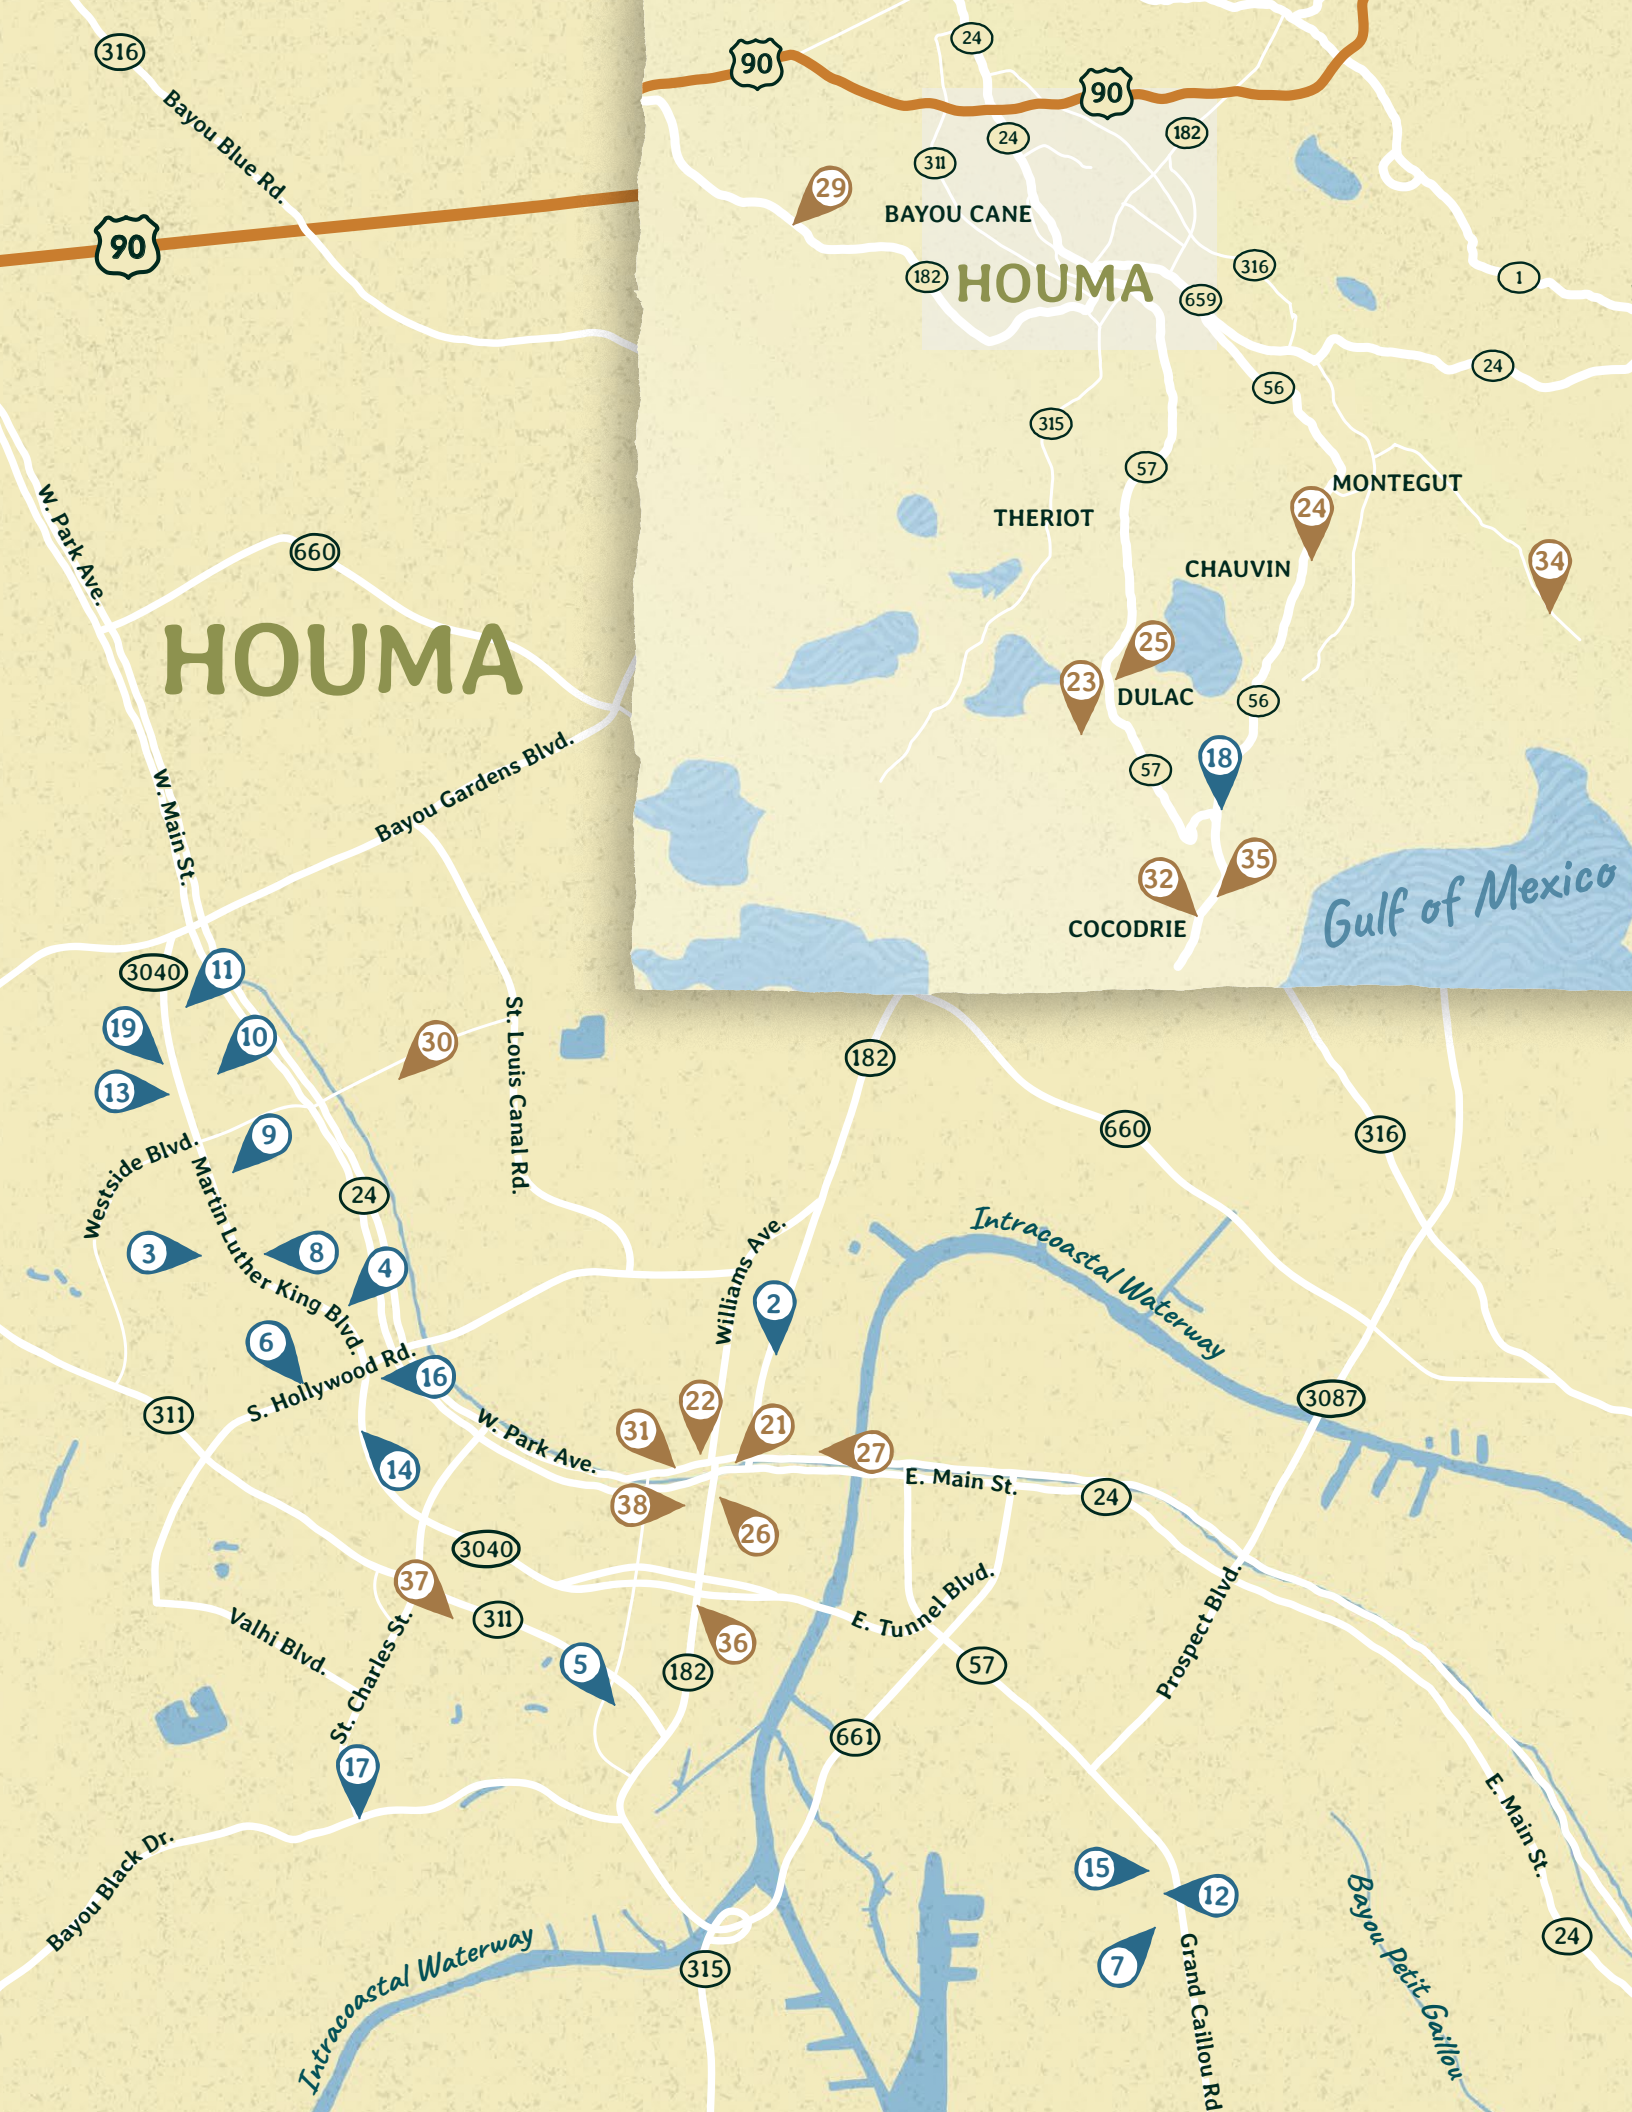 316
Bayou Blue Rd.
90
W. Park Ave.
660
HOUMA
Bayou Gardens Blvd.
W. Main St.
90
24
90
24
182
311
29
BAYOU CANE
182
HOUMA
316
659
1
24
56
315
57
MONTEGUT
24
THERIOT
CHAUVIN
34
25
23
DULAC
56
18
57
35
32
COCODRIE
Gulf of Mexico
3040
11
19
10
30
13
St. Louis Canal Rd.
182
660
316
9
Westside Blvd.
Martin Luther King Blvd.
24
3
8
4
Williams Ave.
Intracoastal Waterway
2
6
S. Hollywood Rd.
16
311
3087
22
31
21
27
W. Park Ave.
14
E. Main St.
24
38
26
3040
37
311
E. Tunnel Blvd.
Prospect Blvd.
Valhi Blvd.
St. Charles St.
36
5
182
57
661
17
E. Main St.
Bayou Black Dr.
15
12
Bayou Petit Gaillou
24
7
Grand Caillou Rd
Intracoastal Waterway
315